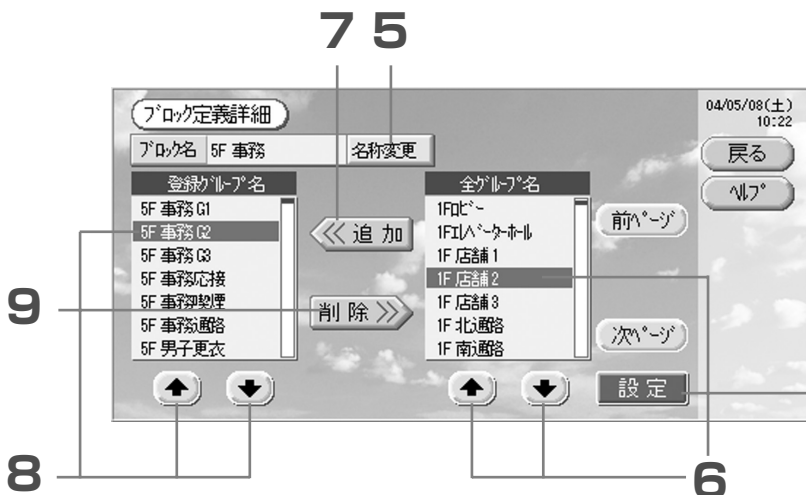 7 5
ブロック定義詳細
04/05/08(土)
10:22
ブロック名 5F 事務 名称変更
戻る
ヘルプ
登録グループ名
5F 事務 G1
5F 事務 G2
5F 事務 G3
5F 事務応接
5F 事務喫煙
5F 事務通路
5F 男子更衣
追 加
削 除
全グループ名
1Fロビー
1Fエレベーターホール
1F 店舗 1
1F 店舗 2
1F 店舗 3
1F 北通路
1F 南通路
前ページ
次ページ
設 定
9
8
6